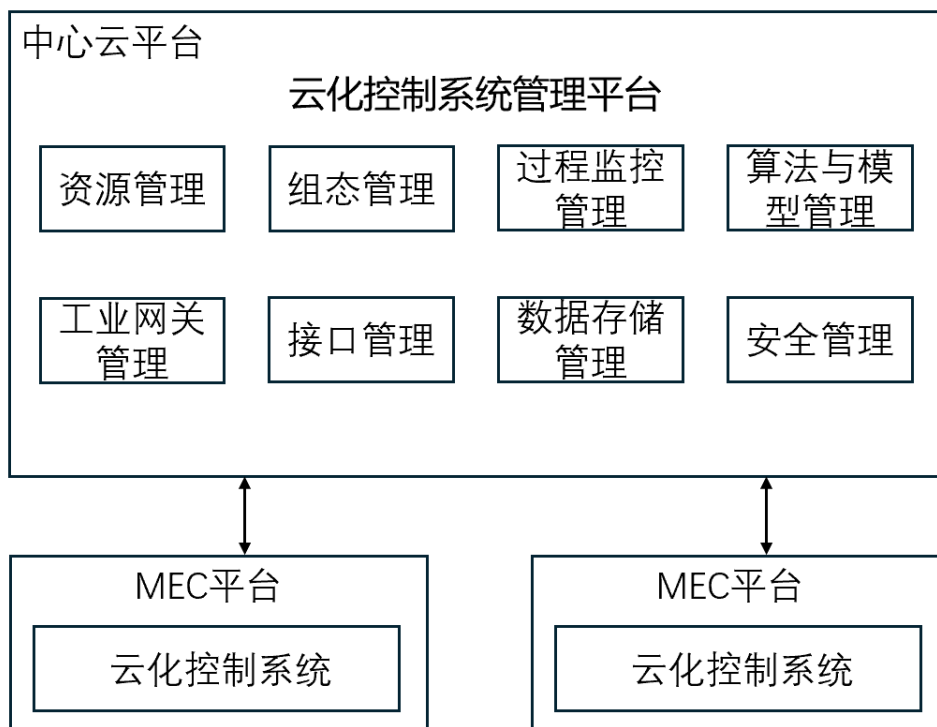 中心云平台
云化控制系统管理平台
资源管理
组态管理
过程监控
管理
算法与模
型管理
工业网关
管理
接口管理
数据存储
管理
安全管理
MEC平台
云化控制系统
MEC平台
云化控制系统